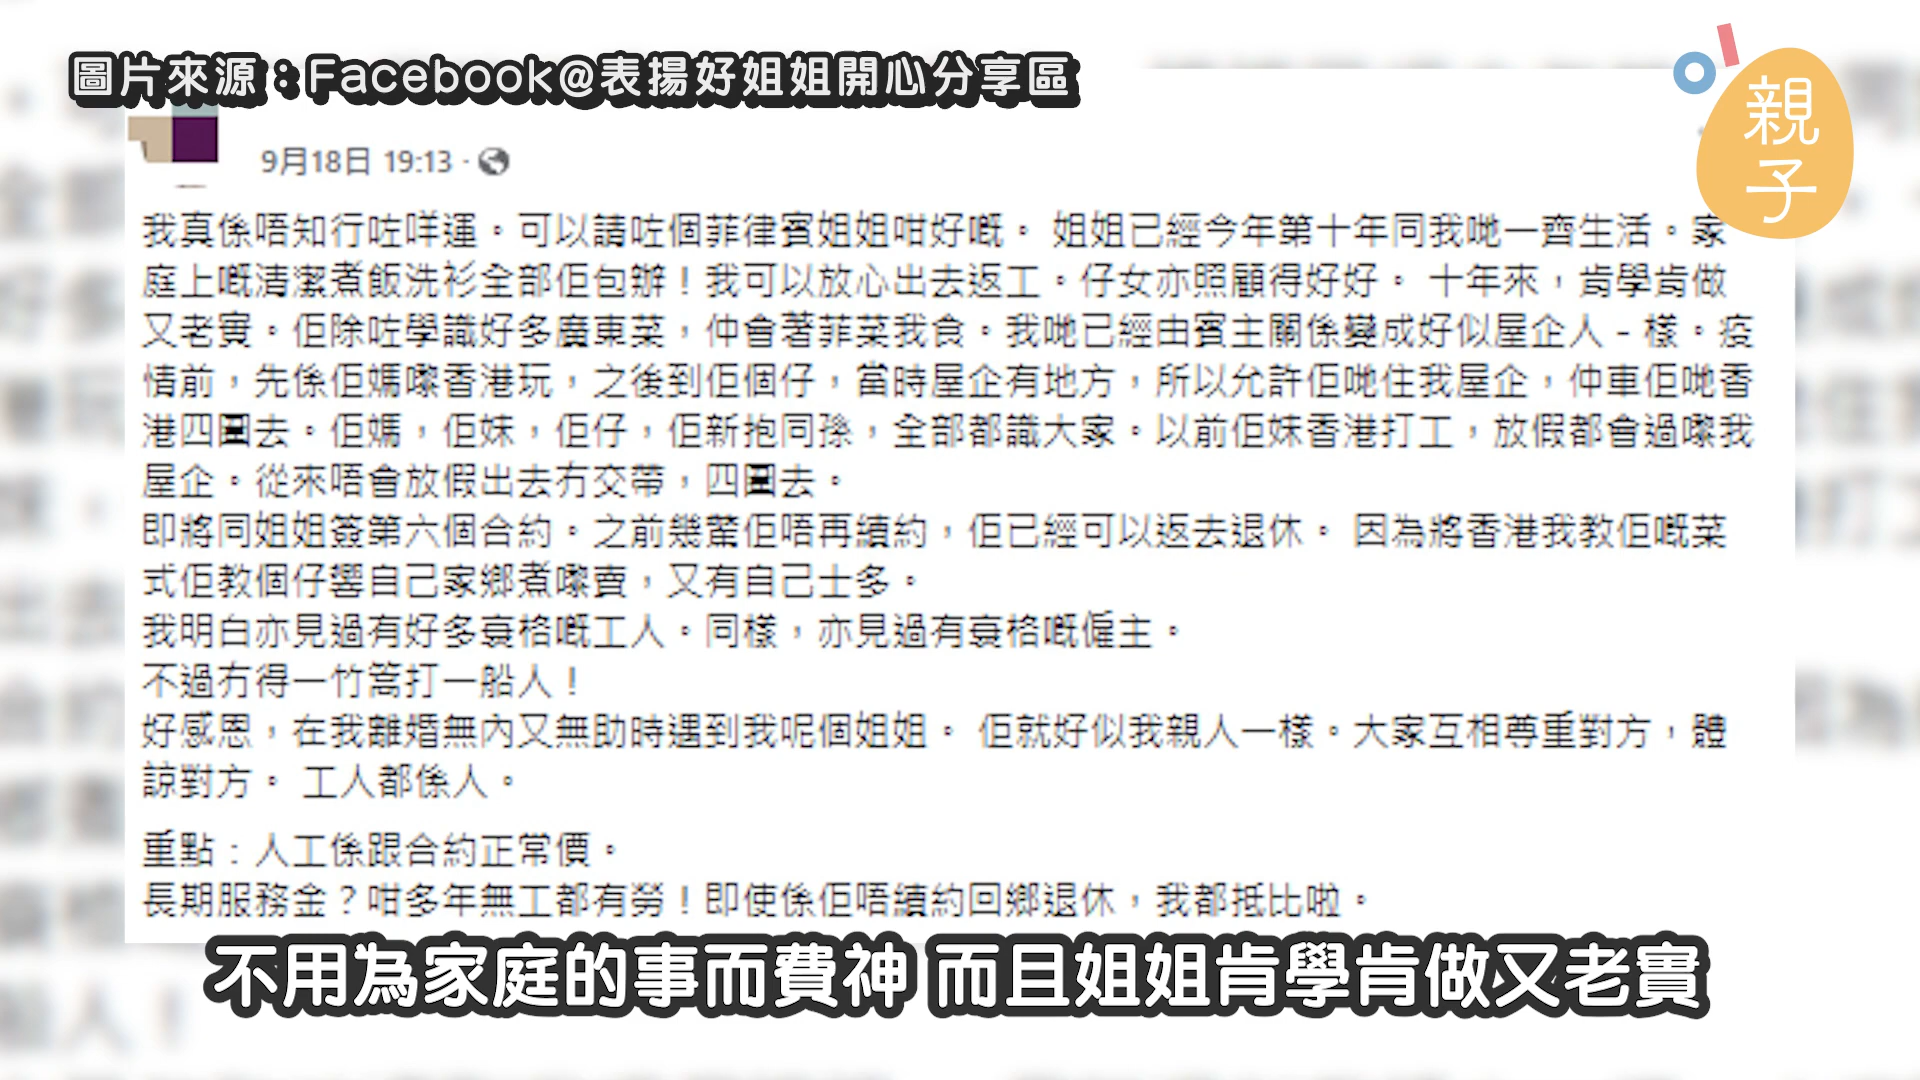 圖片來源：Facebook@表揚好姐姐開心分享區
親子
9月18日 19:13 ·
我真係唔知行咗咩運。可以請咗個菲律賓姐姐咁好嘅。 姐姐已經今年第十年同我哋一齊生活。家
庭上嘅清潔煮飯洗衫全部佢包辦！我可以放心出去返工。仔女亦照顧得好好。 十年來，肯學肯做
又老實。佢除咗學識好多廣東菜，仲會著菲菜我食。我哋已經由賓主關係變成好似屋企人－樣。疫
情前，先係佢媽嚟香港玩，之後到佢個仔，當時屋企有地方，所以允許佢哋住我屋企，仲車佢哋香
港四圍去。佢媽，佢妹，佢仔，佢新抱同孫，全部都識大家。以前佢妹香港打工，放假都會過嚟我
屋企。從來唔會放假出去冇交帶，四圍去。
即將同姐姐簽第六個合約。之前幾驚佢唔再續約，佢已經可以返去退休。 因為將香港我教佢嘅菜
式佢教個仔響自己家鄉煮嚟賣，又有自己士多。
我明白亦見過有好多衰格嘅工人。同樣，亦見過有衰格嘅僱主。
不過冇得一竹篙打一船人！
好感恩，在我離婚無內又無助時遇到我呢個姐姐。 佢就好似我親人一樣。大家互相尊重對方，體
諒對方。 工人都係人。
重點：人工係跟合約正常價。
長期服務金？咁多年無工都有勞！即使係佢唔續約回鄉退休，我都抵比啦。
不用為家庭的事而費神 而且姐姐肯學肯做又老實